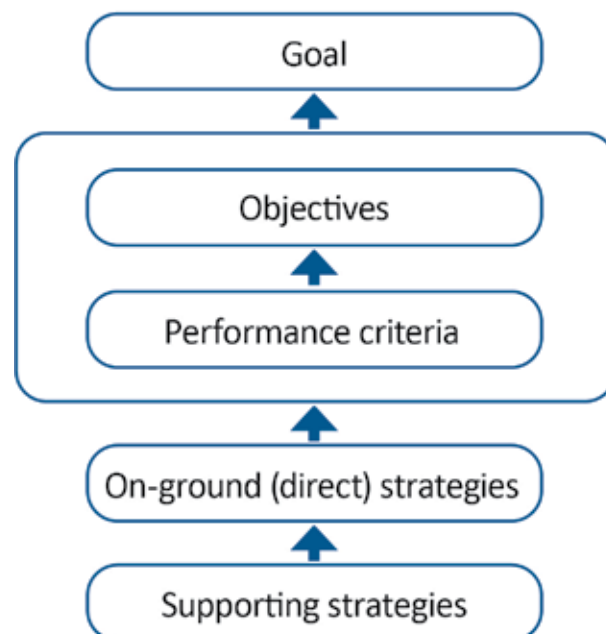 Goal
Objectives
Performance criteria
On-ground (direct) strategies
Supporting strategies